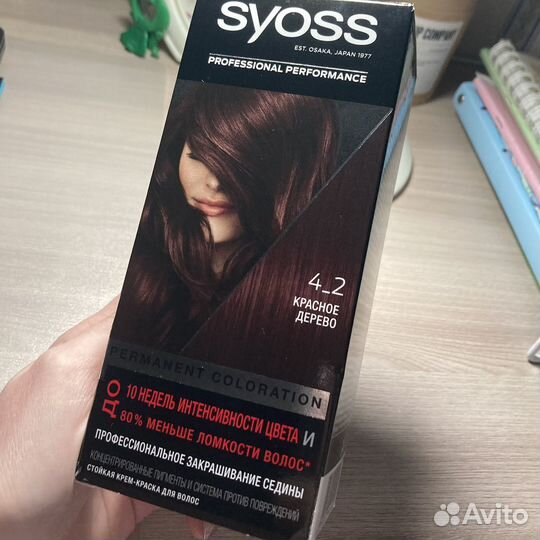 syoss
EST. OSAKA, JAPAN 1977
PROFESSIONAL PERFORMANCE
4_2
КРАСНОЕ
ДЕРЕВО
PERMANENT COLORATION
ДО
10 НЕДЕЛЬ ИНТЕНСИВНОСТИ ЦВЕТА И
80% МЕНЬШЕ ЛОМКОСТИ ВОЛОС*
ПРОФЕССИОНАЛЬНОЕ ЗАКРАШИВАНИЕ СЕДИНЫ
КОНЦЕНТРИРОВАННЫЕ ПИГМЕНТЫ И СИСТЕМА ПРОТИВ ПОВРЕЖДЕНИЙ
СТОЙКАЯ КРЕМ-КРАСКА ДЛЯ ВОЛОС
COMPANY
Avito